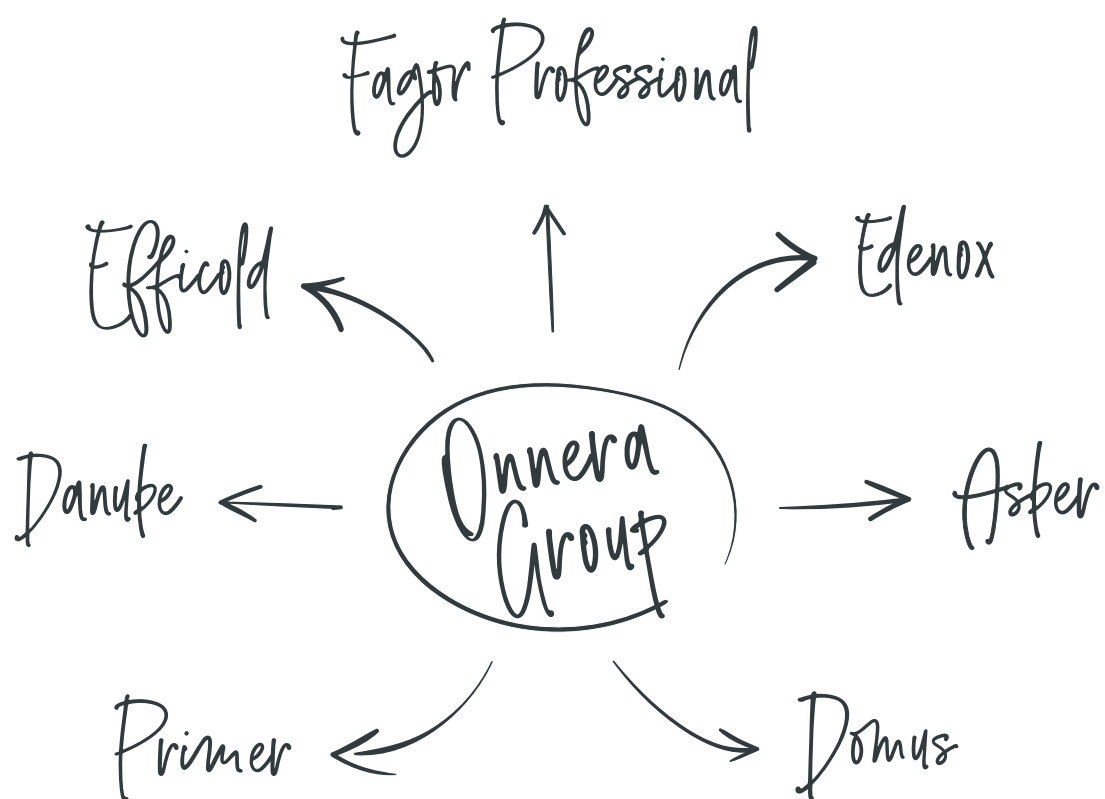 Fagor Professional
Efficold
Edenox
Onnera
Group
Danube
Asber
Primer
Domus